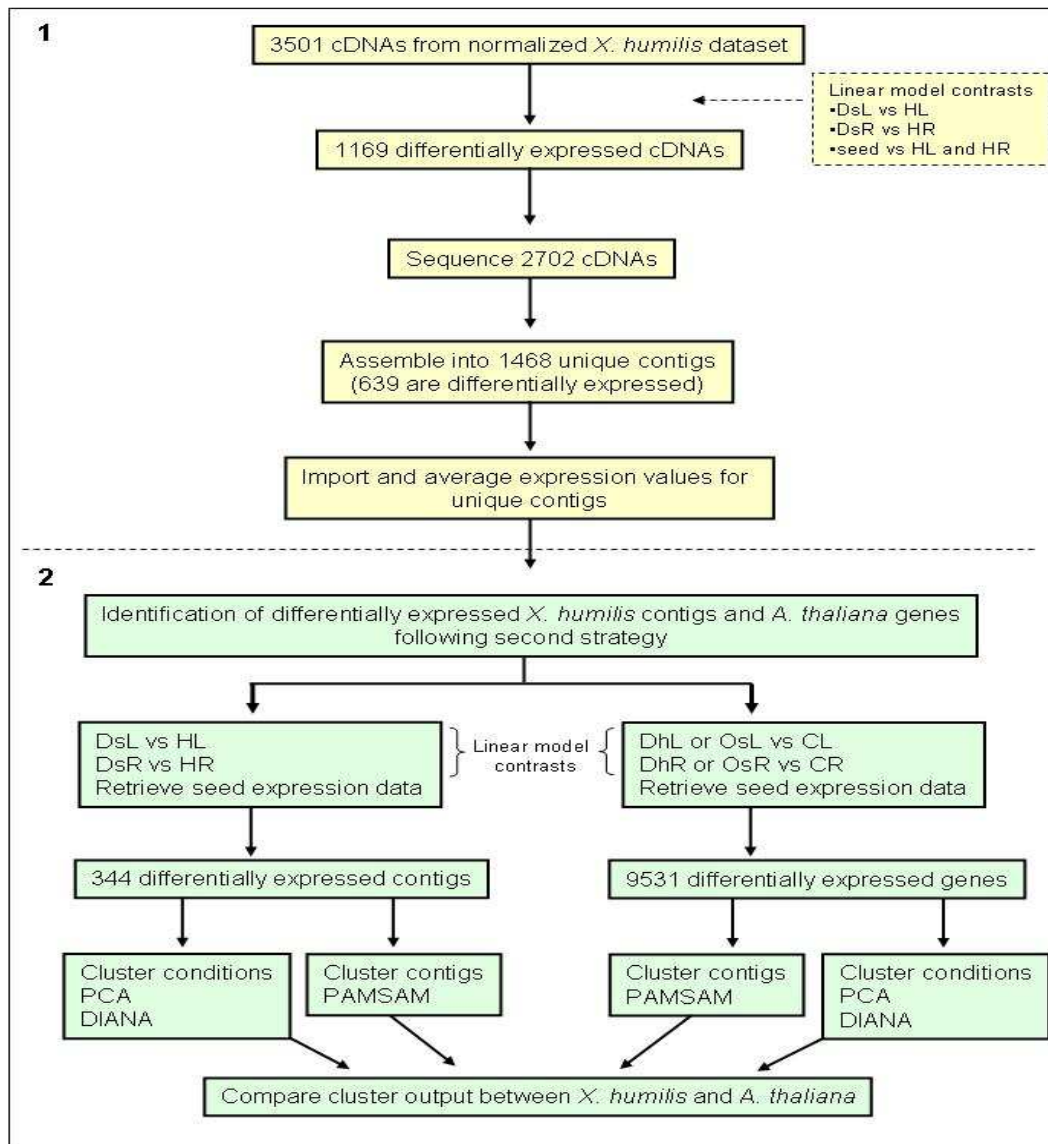 1
3501 cDNAs from normalized X. humilis dataset
Linear model contrasts
•DsL vs HL
•DsR vs HR
•seed vs HL and HR
1169 differentially expressed cDNAs
Sequence 2702 cDNAs
Assemble into 1468 unique contigs
(639 are differentially expressed)
Import and average expression values for
unique contigs
2
Identification of differentially expressed X. humilis contigs and A. thaliana genes
following second strategy
DsL vs HL
DsR vs HR
Retrieve seed expression data
Linear model
contrasts
DhL or OsL vs CL
DhR or OsR vs CR
Retrieve seed expression data
344 differentially expressed contigs
9531 differentially expressed genes
Cluster conditions
PCA
DIANA
Cluster contigs
PAMSAM
Cluster contigs
PAMSAM
Cluster conditions
PCA
DIANA
Compare cluster output between X. humilis and A. thaliana